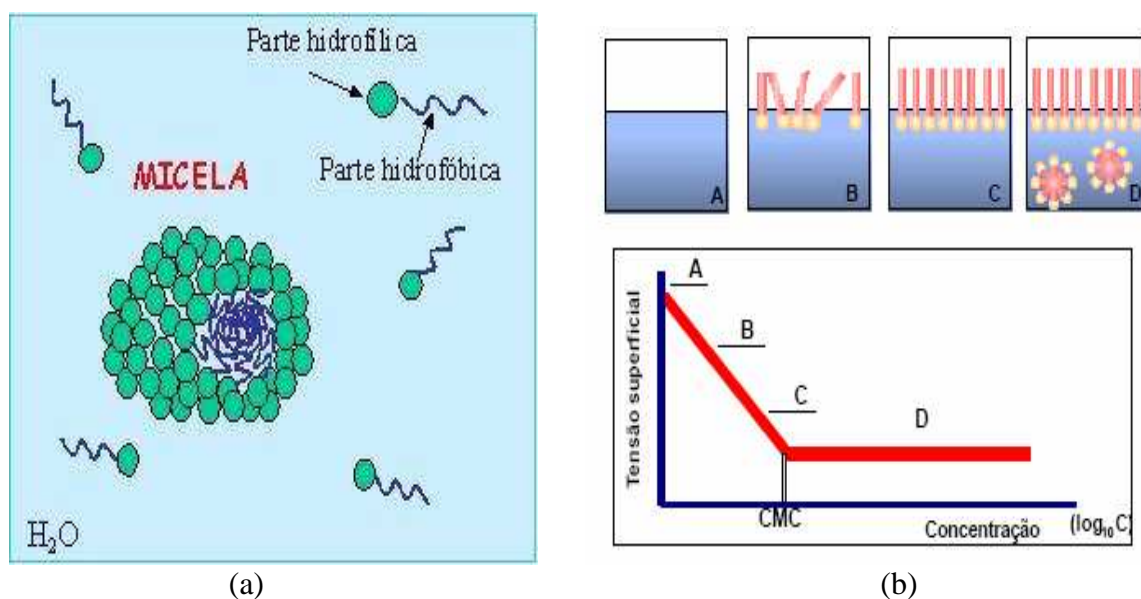 Parte hidrofílica
Parte hidrofóbica
MICELA
H₂O
(a)
A
B
C
D
A
B
C
D
Tensão superficial
CMC
Concentração
(log₁₀C)
(b)